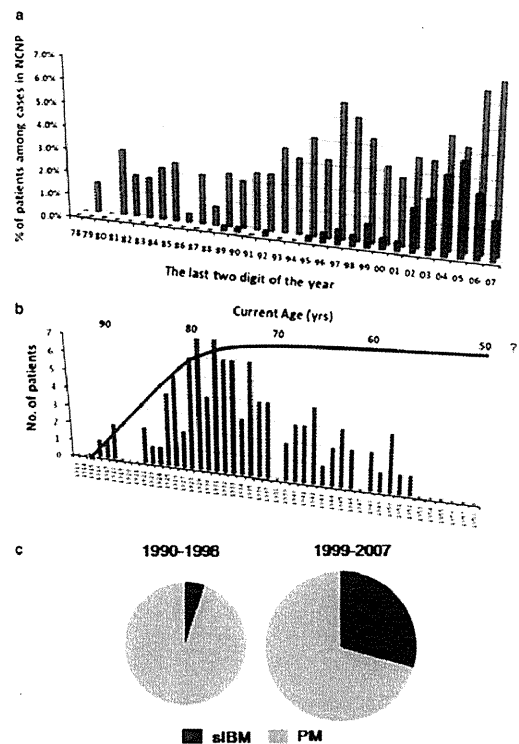 a
% of patients among cases in NCNP
7.0%
6.0%
5.0%
4.0%
3.0%
2.0%
1.0%
0.0%
78 79 80 81 82 83 84 85 86 87 88 89 90 91 92 93 94 95 96 97 98 99 00 01 02 03 04 05 06 07
The last two digit of the year
b
Current Age (yrs)
90 80 70 60 50 ?
No. of patients
7
6
5
4
3
2
1
0
c
1990-1998 1999-2007
sIBM PM